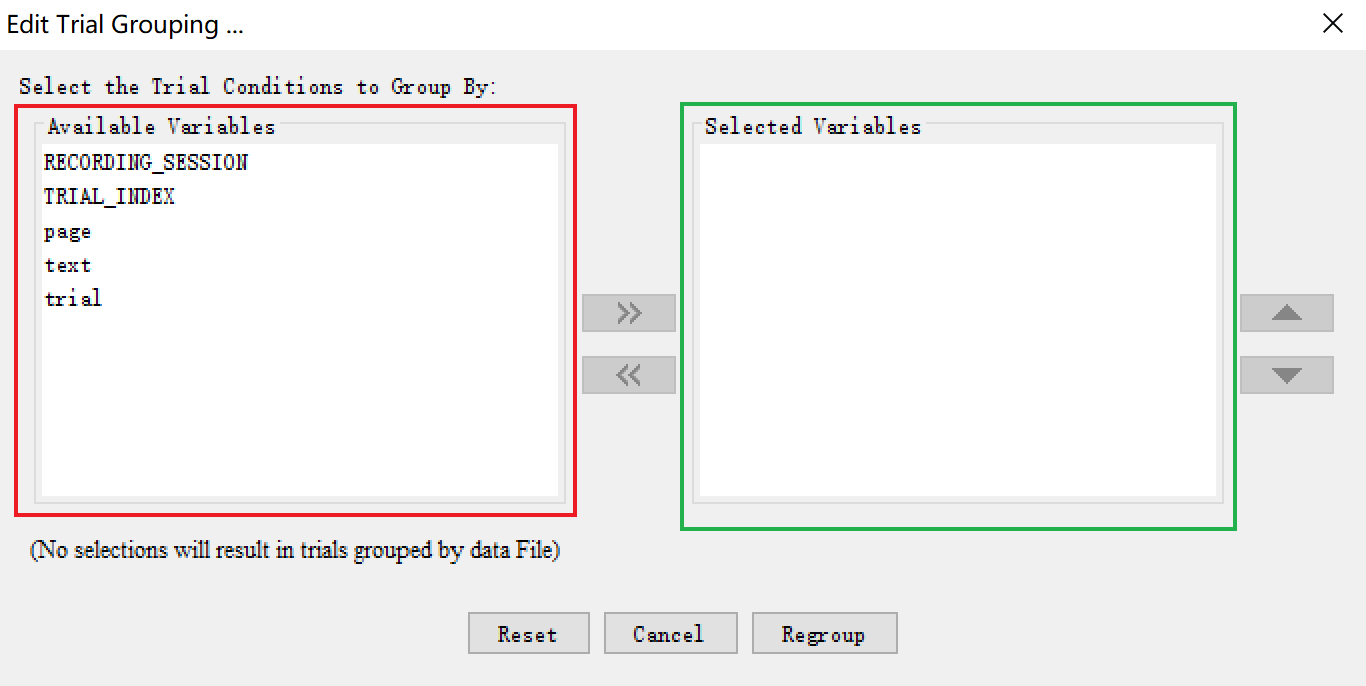 Edit Trial Grouping ...
Select the Trial Conditions to Group By:
Available Variables
RECORDING_SESSION
TRIAL_INDEX
page
text
trial
>>
<<
Selected Variables
(No selections will result in trials grouped by data File)
Reset
Cancel
Regroup